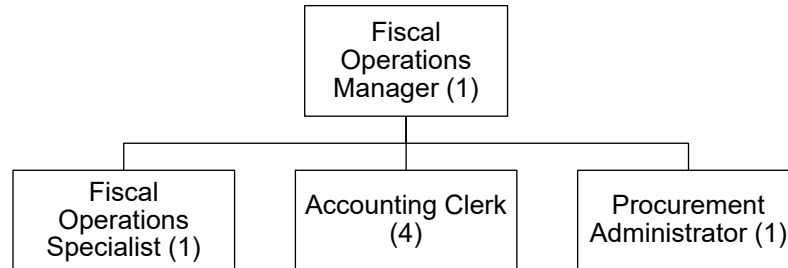 Fiscal
Operations
Manager (1)
Fiscal
Operations
Specialist (1)
Accounting Clerk
(4)
Procurement
Administrator (1)